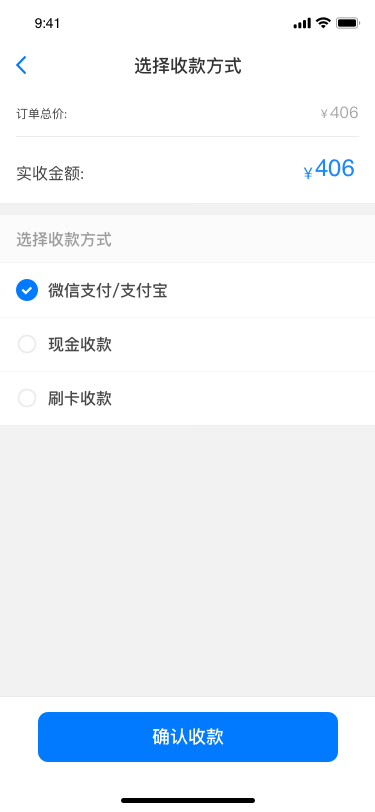 9:41
选择收款方式
订单总价: ¥406
实收金额: ¥406
选择收款方式
微信支付/支付宝
现金收款
刷卡收款
确认收款